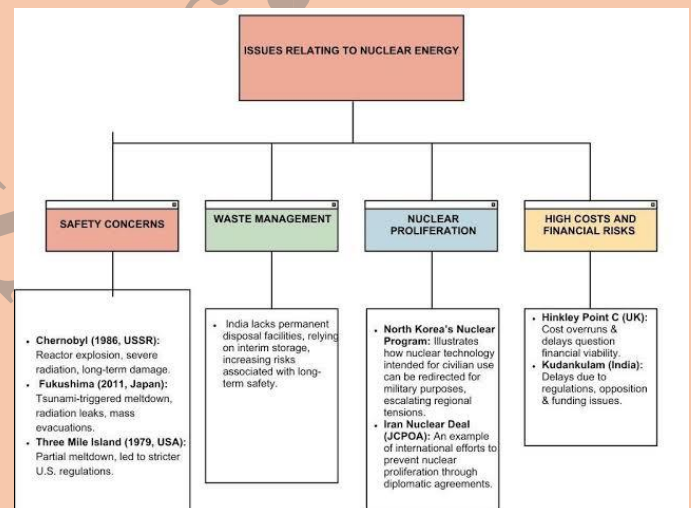 ISSUES RELATING TO NUCLEAR ENERGY
SAFETY CONCERNS
WASTE MANAGEMENT
NUCLEAR
PROLIFERATION
HIGH COSTS AND
FINANCIAL RISKS
• Chernobyl (1986, USSR):
Reactor explosion, severe
radiation, long-term damage.
• Fukushima (2011, Japan):
Tsunami-triggered meltdown,
radiation leaks, mass
evacuations.
• Three Mile Island (1979, USA):
Partial meltdown, led to stricter
U.S. regulations.
• India lacks permanent
disposal facilities, relying
on interim storage,
increasing risks
associated with long-
term safety.
• North Korea's Nuclear
Program: Illustrates
how nuclear technology
intended for civilian use
can be redirected for
military purposes,
escalating regional
tensions.
• Iran Nuclear Deal
(JCPOA): An example
of international efforts to
prevent nuclear
proliferation through
diplomatic agreements.
• Hinkley Point C (UK):
Cost overruns &
delays question
financial viability.
• Kudankulam (India):
Delays due to
regulations, opposition
& funding issues.